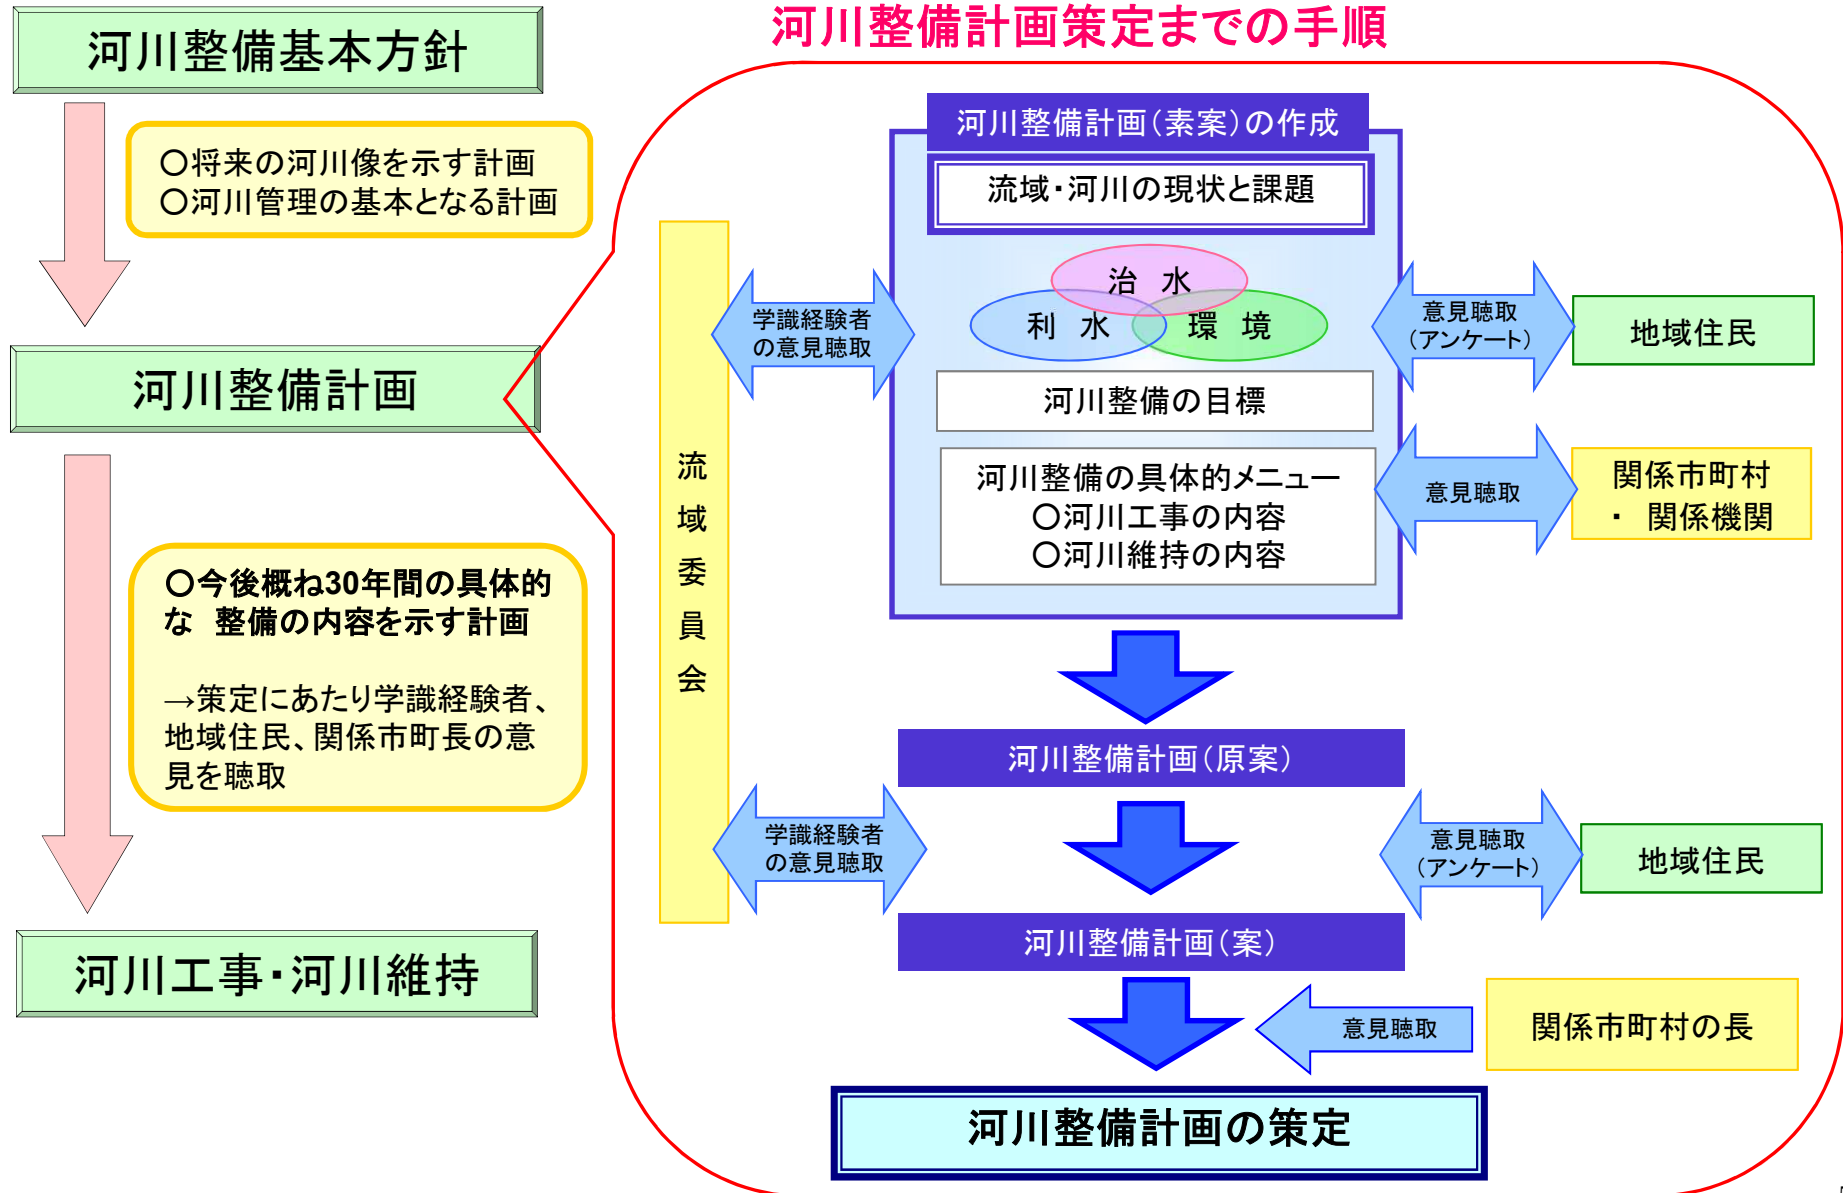 河川整備計画策定までの手順
河川整備基本方針
〇将来の河川像を示す計画
〇河川管理の基本となる計画
河川整備計画
〇今後概ね30年間の具体的
な　整備の内容を示す計画
→策定にあたり学識経験者、
地域住民、関係市町長の意
見を聴取
河川工事・河川維持
河川整備計画（素案）の作成
流域・河川の現状と課題
治　水
利　水
環　境
河川整備の目標
河川整備の具体的メニュー
〇河川工事の内容
〇河川維持の内容
流域委員会
学識経験者
の意見聴取
意見聴取
（アンケート）
地域住民
意見聴取
関係市町村
・　関係機関
河川整備計画（原案）
学識経験者
の意見聴取
意見聴取
（アンケート）
地域住民
河川整備計画（案）
意見聴取
関係市町村の長
河川整備計画の策定